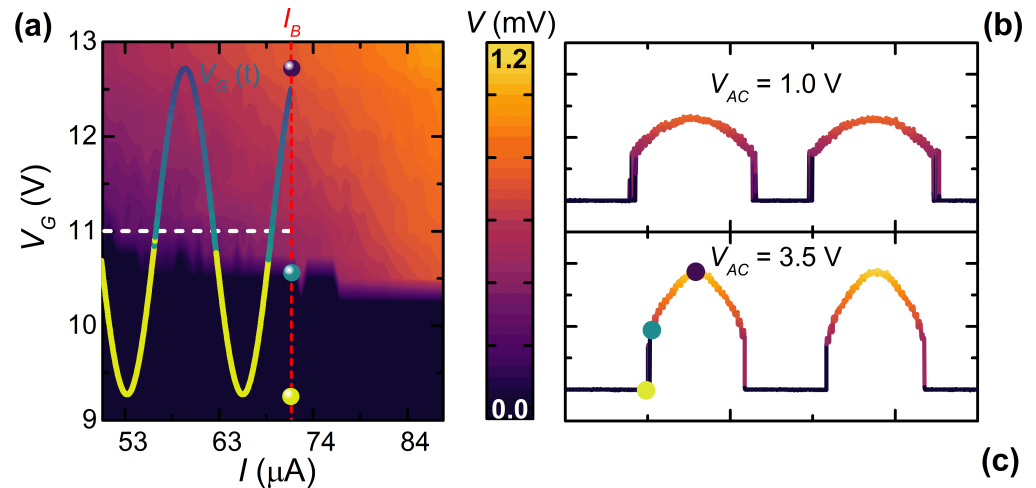 (a)
I_B
V (mV)
(b)
13
12
11
10
9
V_G (V)
V_G (t)
53
63
74
84
I (μA)
1.2
0.0
V_AC = 1.0 V
V_AC = 3.5 V
(c)